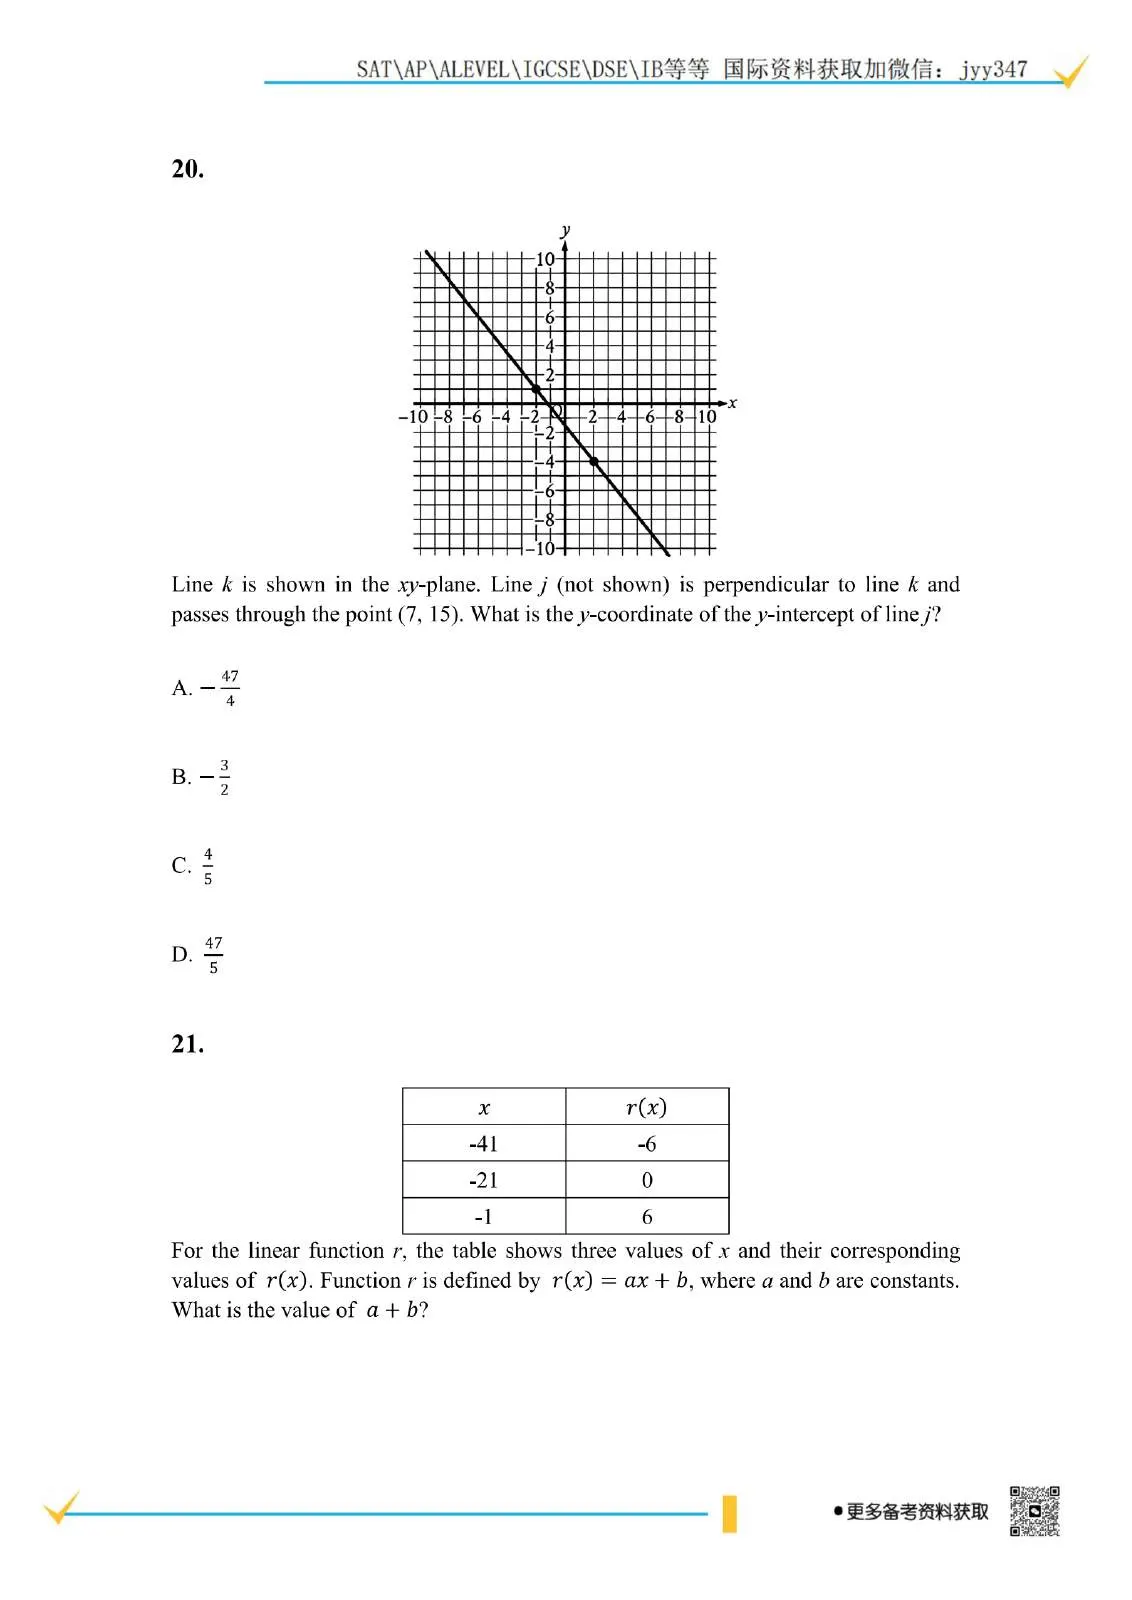 SAT\AP\ALEVEL\IGCSE\DSE\IB等等 国际资料获取加微信：jyy347
20.
y
10
8
6
4
2
x
-10 -8 -6 -4 -2 O 2 4 6 8 10
-2
-4
-6
-8
-10
Line k is shown in the xy-plane. Line j (not shown) is perpendicular to line k and
passes through the point (7, 15). What is the y-coordinate of the y-intercept of line j?
A. −47/4
B. −3/2
C. 4/5
D. 47/5
21.
x r(x)
-41 -6
-21 0
-1 6
For the linear function r, the table shows three values of x and their corresponding
values of r(x). Function r is defined by r(x) = ax + b, where a and b are constants.
What is the value of a + b?
•更多备考资料获取